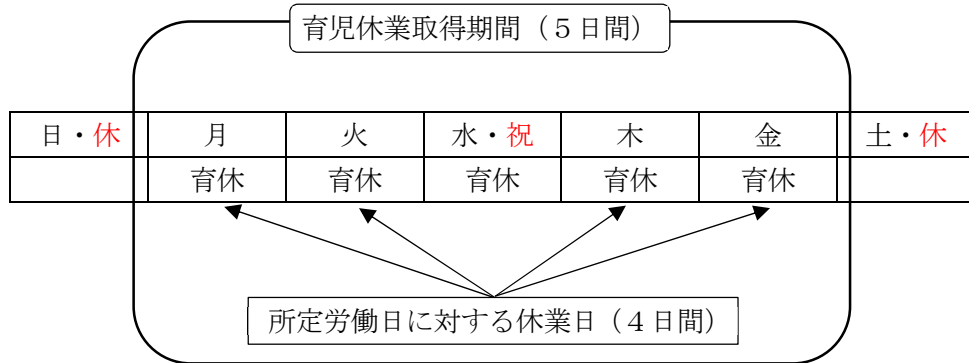 育児休業取得期間（５日間）
日・休 月 火 水・祝 木 金 土・休
育休 育休 育休 育休 育休
所定労働日に対する休業日（４日間）